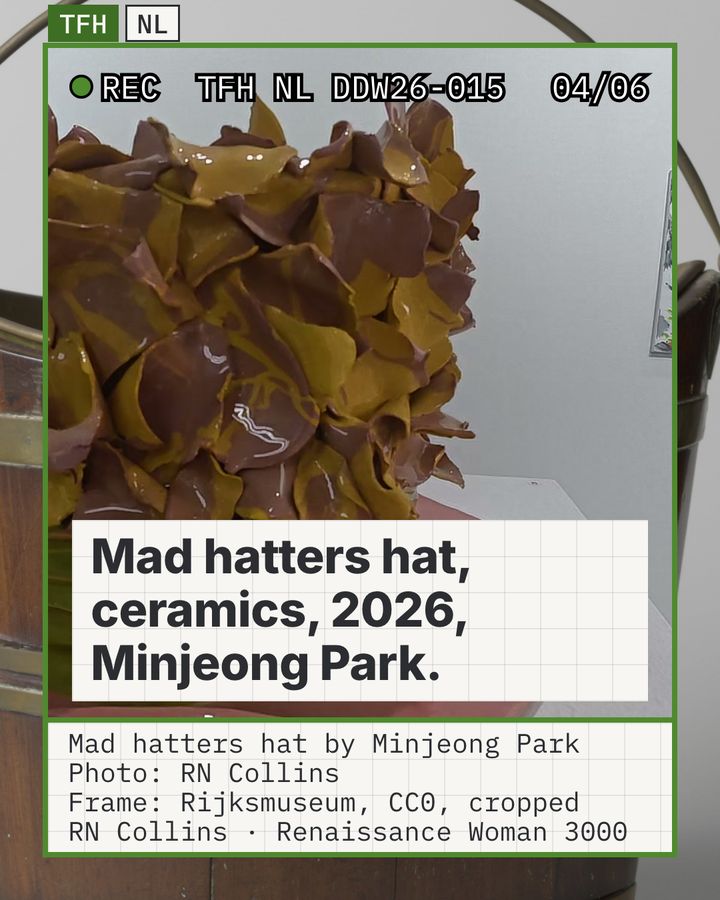 TFH NL
REC TFH NL DDW26-015 04/06
Mad hatters hat,
ceramics, 2026,
Minjeong Park.
Mad hatters hat by Minjeong Park
Photo: RN Collins
Frame: Rijksmuseum, CC0, cropped
RN Collins · Renaissance Woman 3000